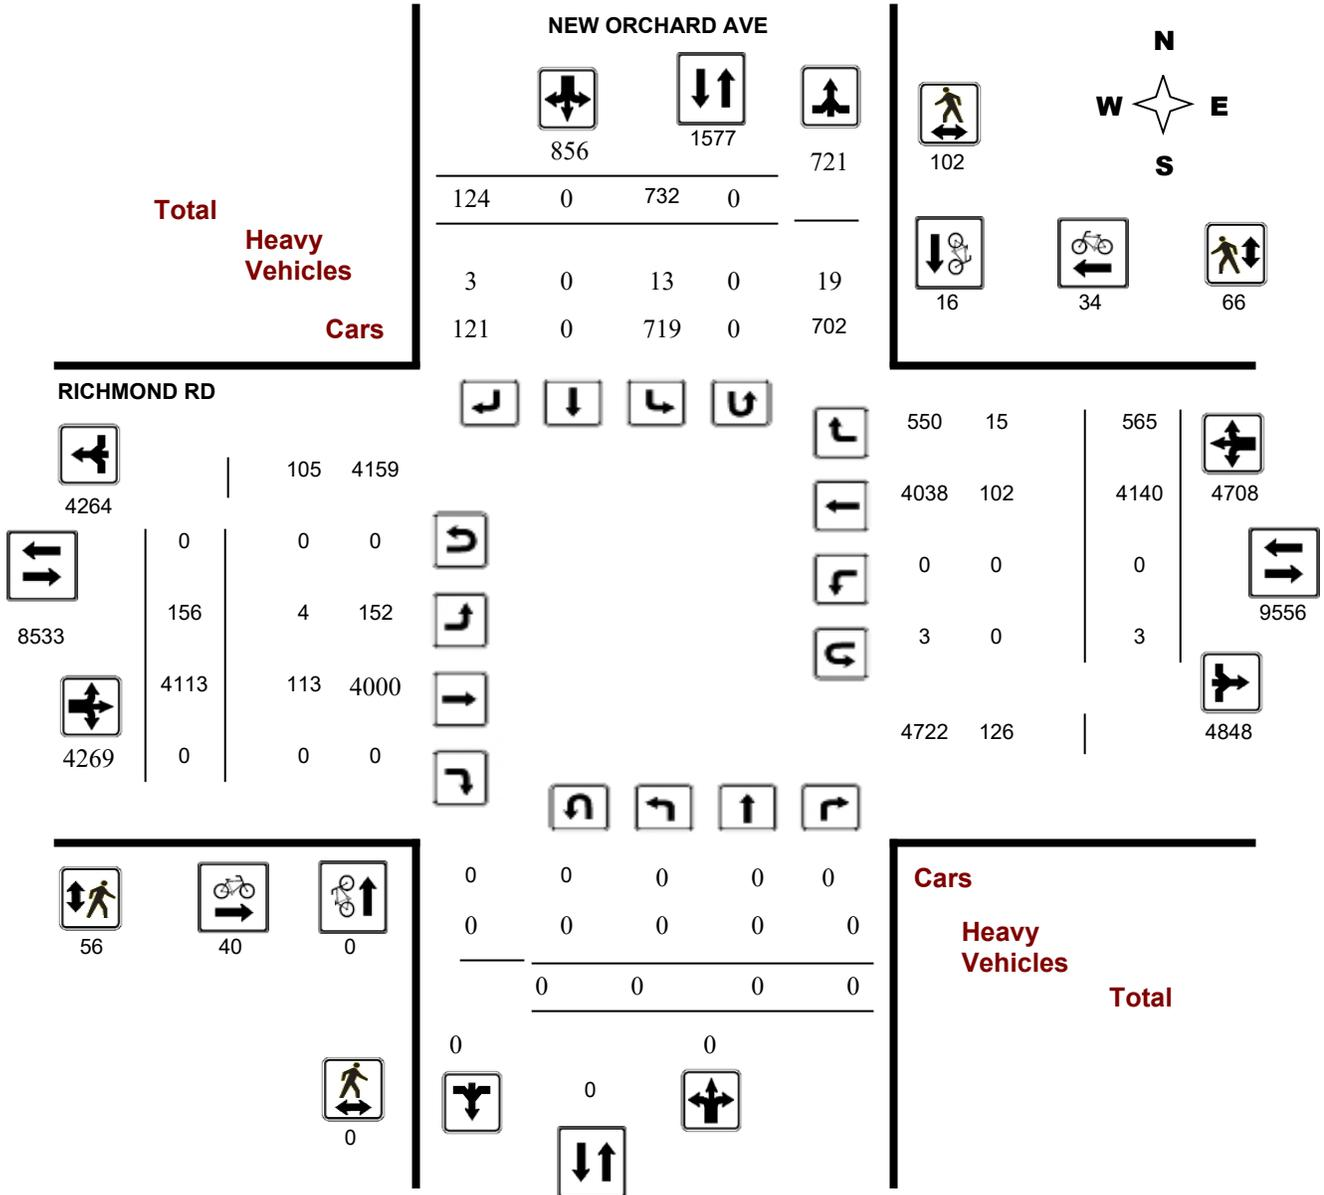 NEW ORCHARD AVE
N
W E
S
856 1577 721
102
124 0 732 0
Total
Heavy
Vehicles
3 0 13 0 19
16 34 66
Cars
121 0 719 0 702
RICHMOND RD
550 15 565
105 4159
4264
4038 102 4140 4708
0 0 0
0 0 0
156 4 152
9556
8533
3 0 3
4113 113 4000
4722 126 4848
4269 0 0 0
0 0 0 0 0
Cars
0 0 0 0 0
Heavy
Vehicles
56 40 0
0 0 0 0
Total
0 0
0
0